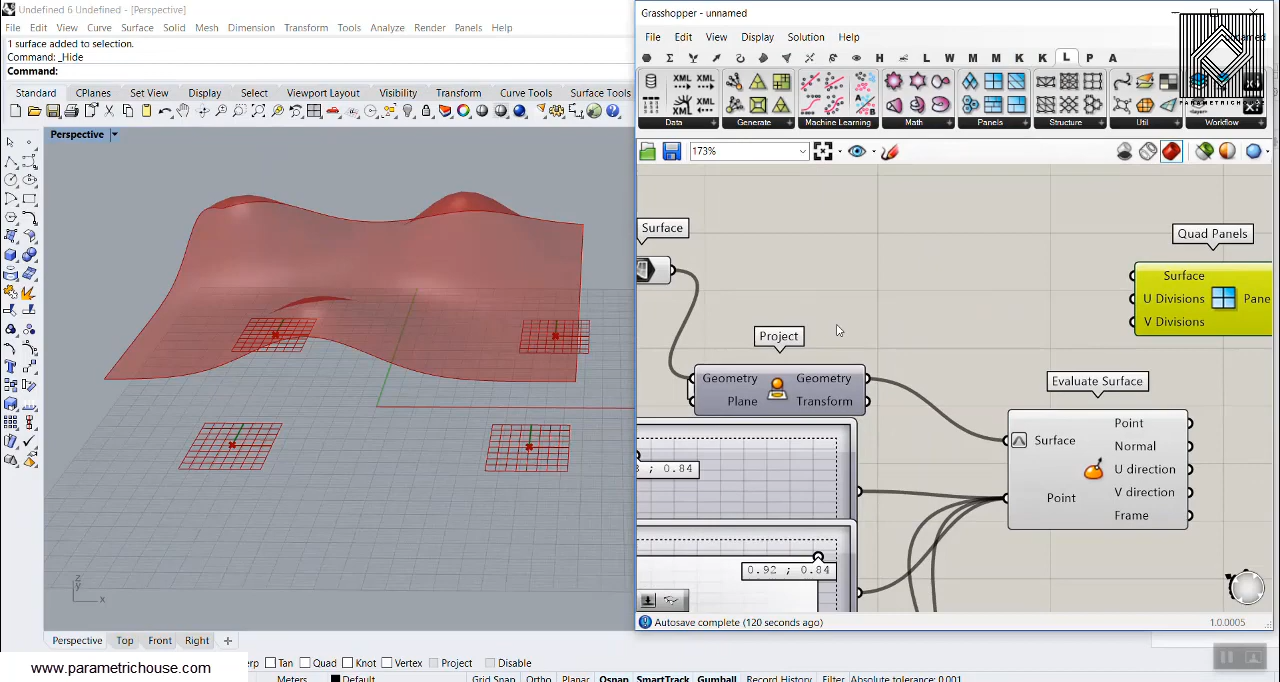 Undefined 6 Undefined - [Perspective]
File Edit View Curve Surface Solid Mesh Dimension Transform Tools Analyze Render Panels Help
1 surface added to selection.
Command: _Hide
Command:
Standard CPlanes Set View Display Select Viewport Layout Visibility Transform Curve Tools Surface Tools
Perspective
z
y
x
Perspective Top Front Right
Tan Quad Knot Vertex Project Disable
Meters Default Grid Snap Ortho Planar Osnap SmartTrack Gumball Record History Filter Absolute tolerance: 0.001
www.parametrichouse.com
Grasshopper - unnamed
File Edit View Display Solution Help
H L W M M K K L P A
XML XML
XML
Data Generate Machine Learning Math Panels Structure Util Workflow
PARAMETRICHOUSE
173%
Surface
Quad Panels
Surface
U Divisions Pane
V Divisions
Project
Geometry Geometry
Plane Transform
Evaluate Surface
Point
Surface Normal
U direction
Point V direction
Frame
; 0.84
0.92 ; 0.84
Autosave complete (120 seconds ago)
1.0.0005